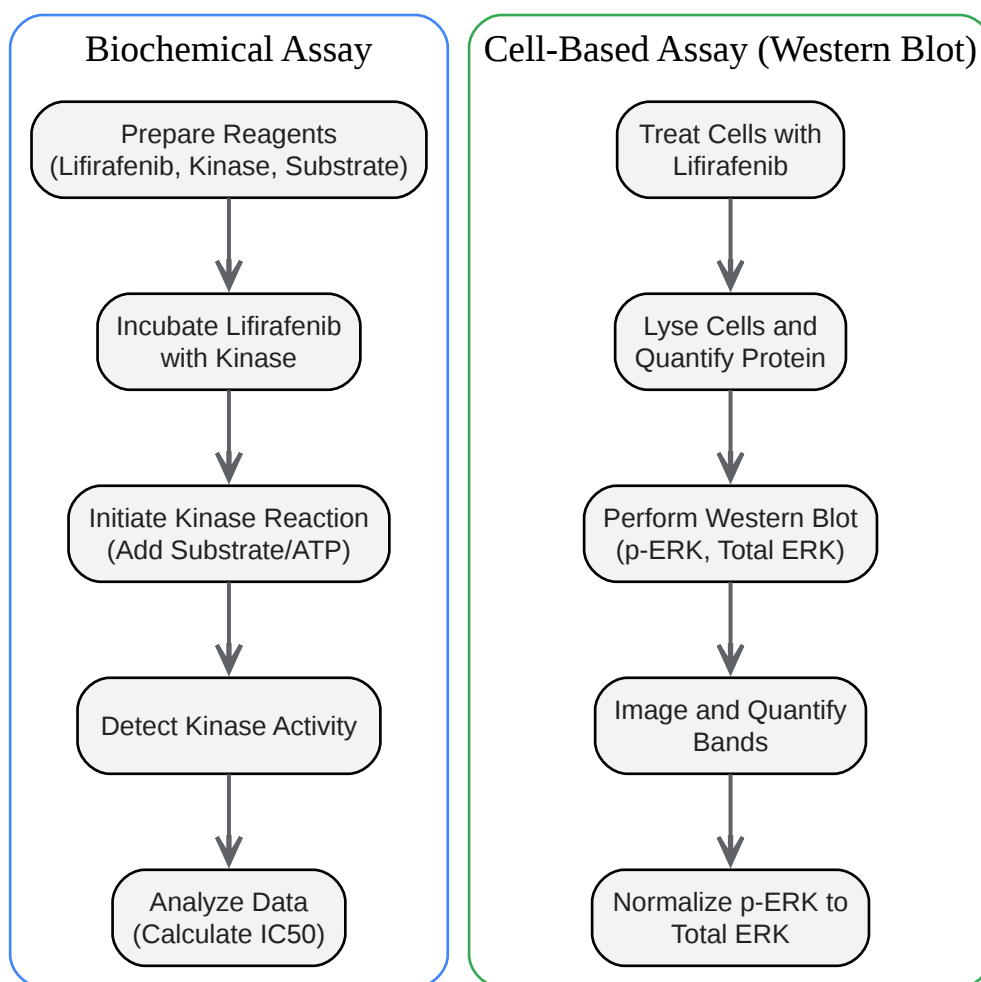 Biochemical Assay
Prepare Reagents
(Lifirafenib, Kinase, Substrate)
Incubate Lifirafenib
with Kinase
Initiate Kinase Reaction
(Add Substrate/ATP)
Detect Kinase Activity
Analyze Data
(Calculate IC50)
Cell-Based Assay (Western Blot)
Treat Cells with
Lifirafenib
Lyse Cells and
Quantify Protein
Perform Western Blot
(p-ERK, Total ERK)
Image and Quantify
Bands
Normalize p-ERK to
Total ERK